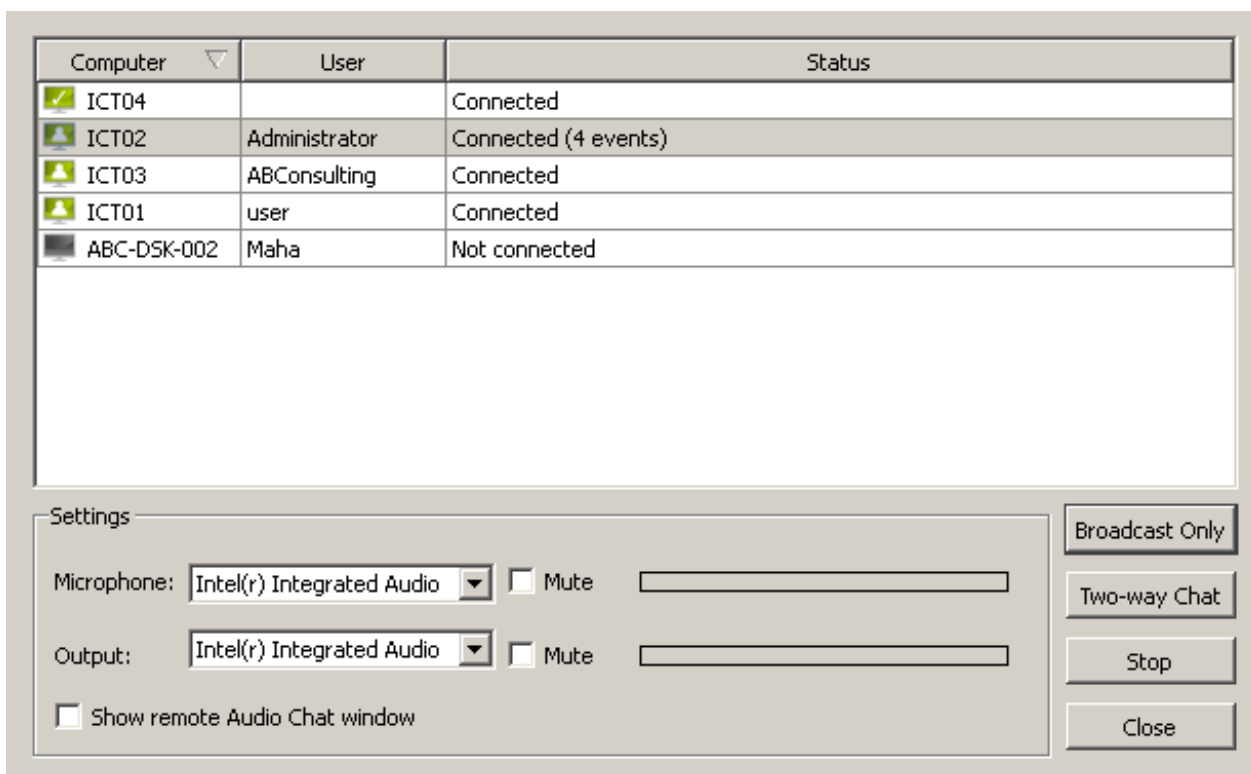 Computer User Status
ICT04 Connected
ICT02 Administrator Connected (4 events)
ICT03 ABConsulting Connected
ICT01 user Connected
ABC-DSK-002 Maha Not connected
Settings
Broadcast Only
Microphone: Intel(r) Integrated Audio Mute
Two-way Chat
Output: Intel(r) Integrated Audio Mute
Stop
Show remote Audio Chat window
Close